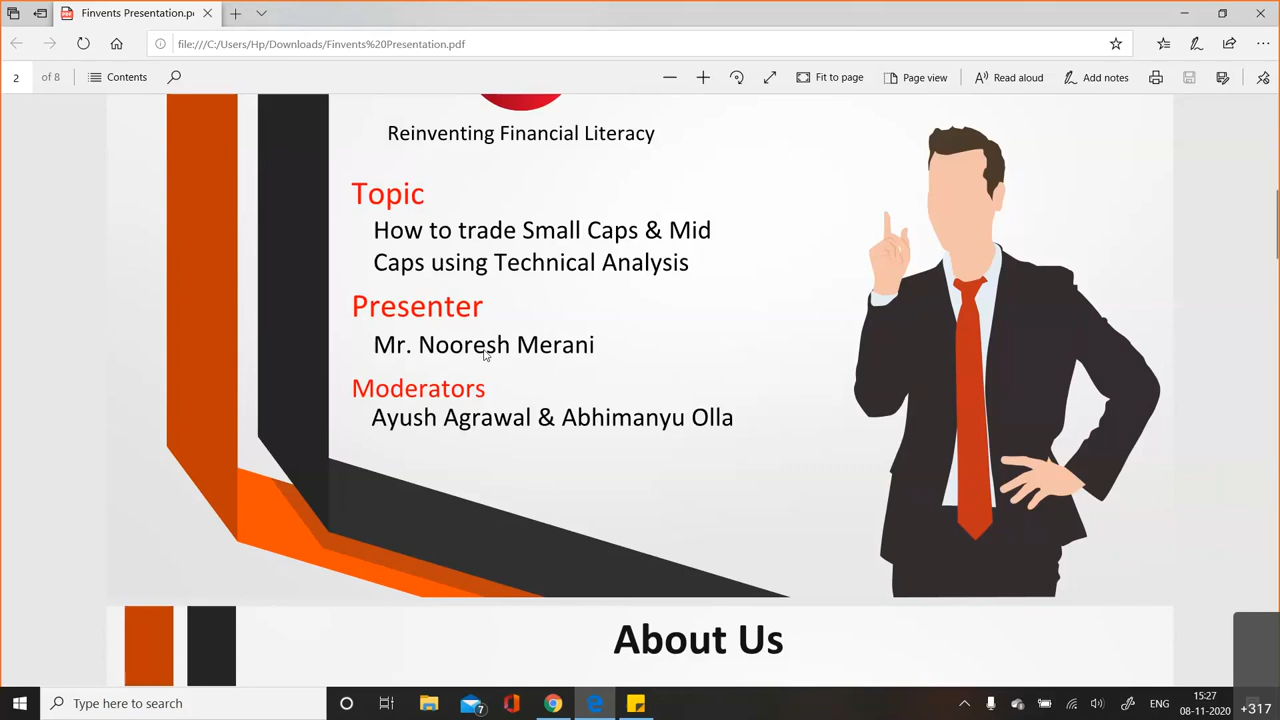 Finvents Presentation.p
file:///C:/Users/Hp/Downloads/Finvents%20Presentation.pdf
2 of 8 Contents Fit to page Page view Read aloud Add notes
Reinventing Financial Literacy
Topic
How to trade Small Caps & Mid
Caps using Technical Analysis
Presenter
Mr. Nooresh Merani
Moderators
Ayush Agrawal & Abhimanyu Olla
About Us
Type here to search 7 ENG 15:27
08-11-2020
+317